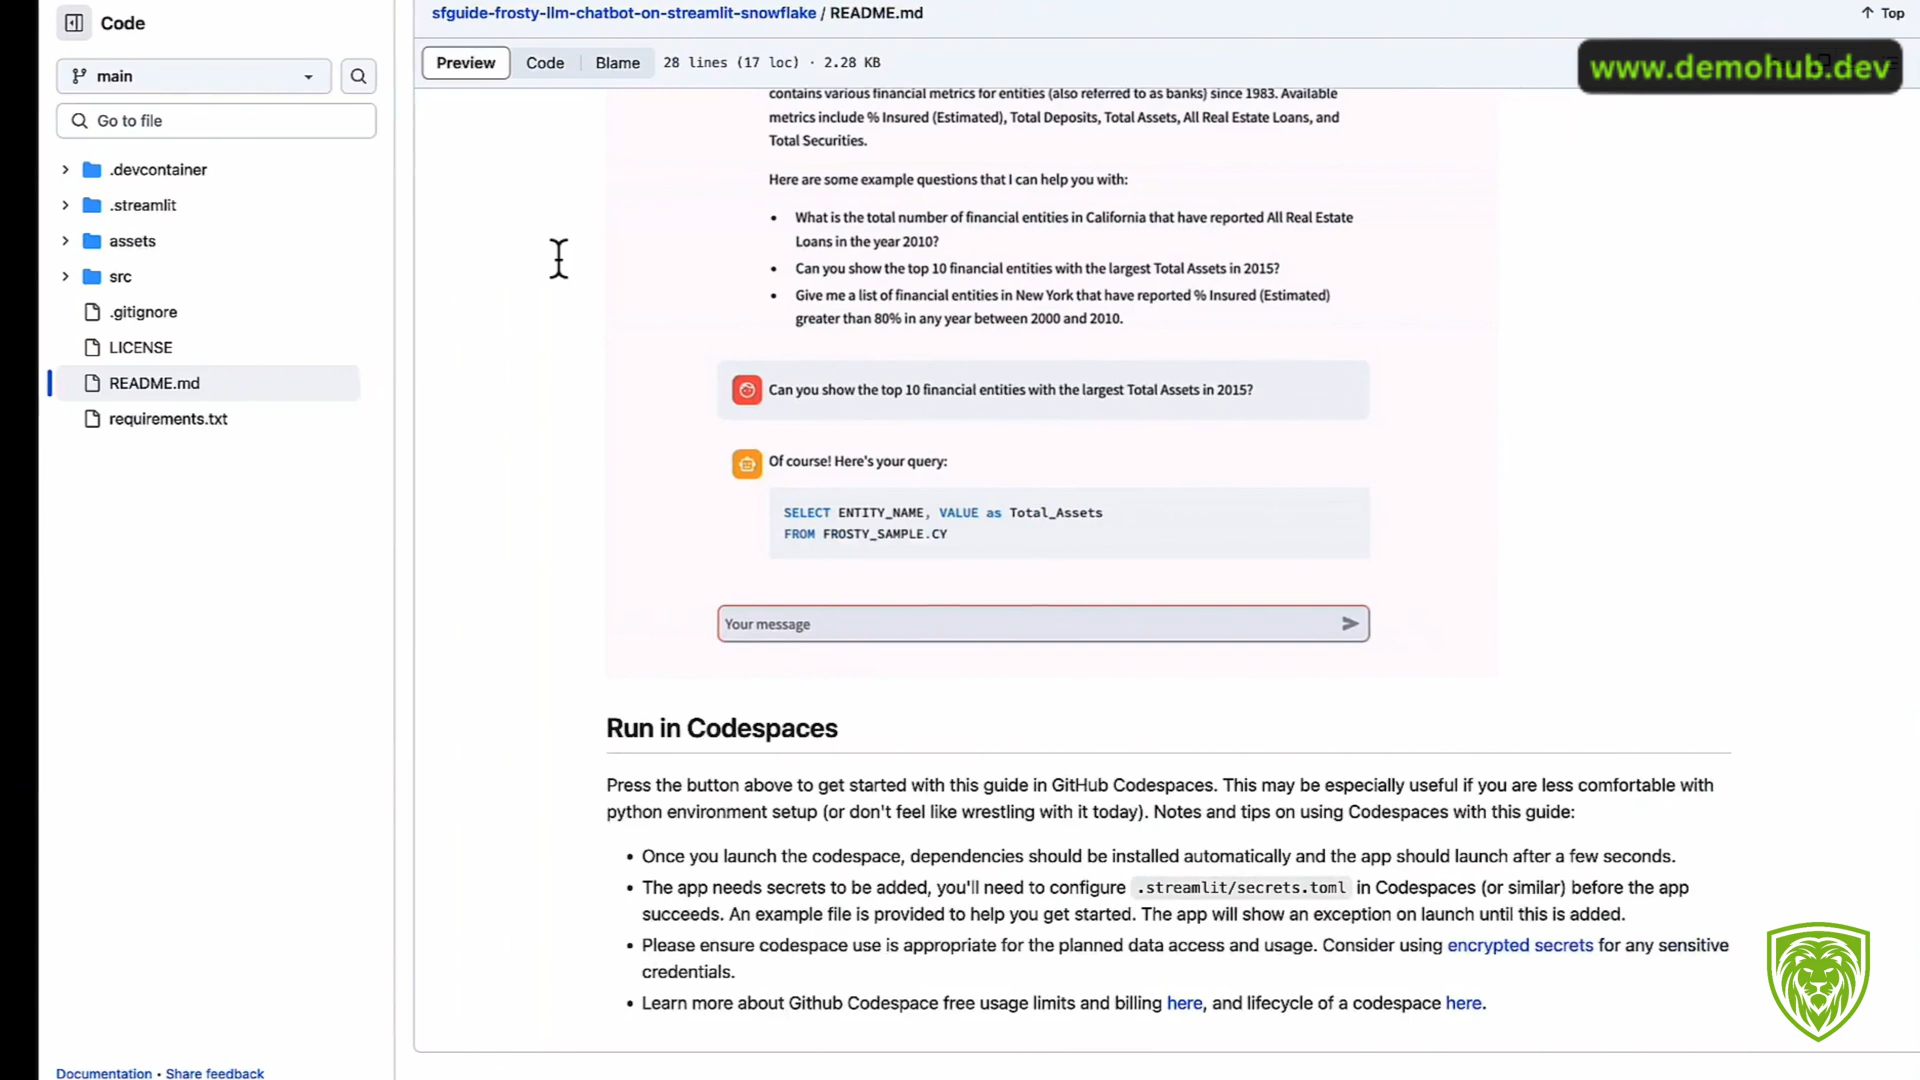 Code
main
Go to file
.devcontainer
.streamlit
assets
src
.gitignore
LICENSE
README.md
requirements.txt
Documentation • Share feedback
sfguide-frosty-llm-chatbot-on-streamlit-snowflake / README.md
Top
Preview
Code
Blame
28 lines (17 loc) · 2.28 KB
www.demohub.dev
contains various financial metrics for entities (also referred to as banks) since 1983. Available
metrics include % Insured (Estimated), Total Deposits, Total Assets, All Real Estate Loans, and
Total Securities.
Here are some example questions that I can help you with:
• What is the total number of financial entities in California that have reported All Real Estate
Loans in the year 2010?
• Can you show the top 10 financial entities with the largest Total Assets in 2015?
• Give me a list of financial entities in New York that have reported % Insured (Estimated)
greater than 80% in any year between 2000 and 2010.
Can you show the top 10 financial entities with the largest Total Assets in 2015?
Of course! Here's your query:
SELECT ENTITY_NAME, VALUE as Total_Assets
FROM FROSTY_SAMPLE.CY
Your message
Run in Codespaces
Press the button above to get started with this guide in GitHub Codespaces. This may be especially useful if you are less comfortable with
python environment setup (or don't feel like wrestling with it today). Notes and tips on using Codespaces with this guide:
• Once you launch the codespace, dependencies should be installed automatically and the app should launch after a few seconds.
• The app needs secrets to be added, you'll need to configure .streamlit/secrets.toml in Codespaces (or similar) before the app
succeeds. An example file is provided to help you get started. The app will show an exception on launch until this is added.
• Please ensure codespace use is appropriate for the planned data access and usage. Consider using encrypted secrets for any sensitive
credentials.
• Learn more about Github Codespace free usage limits and billing here, and lifecycle of a codespace here.